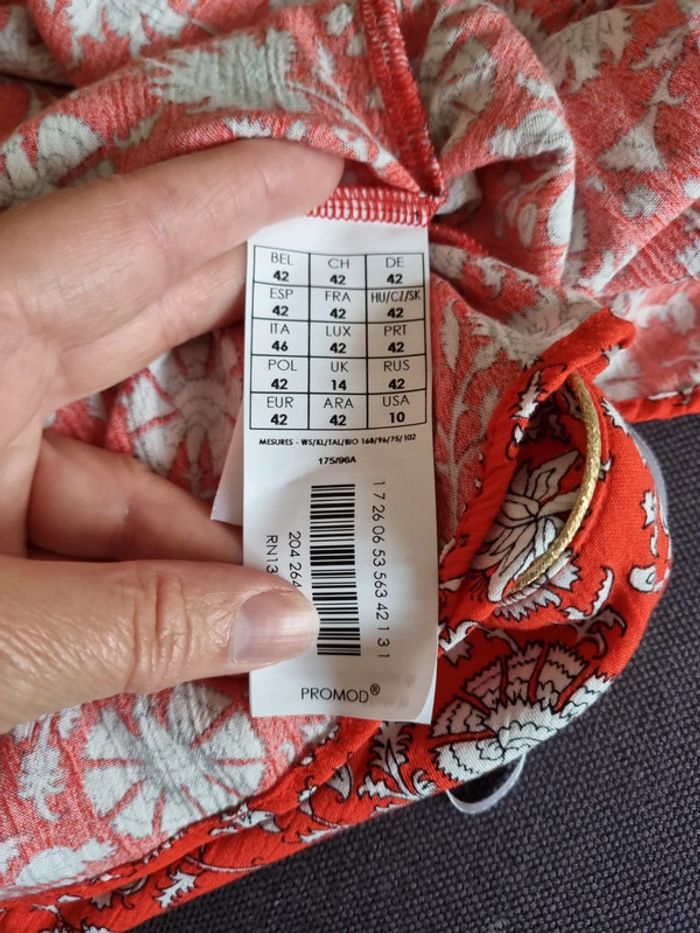 BEL CH DE
42 42 42
ESP FRA HU/CZ/SK
42 42 42
ITA LUX PRT
46 42 42
POL UK RUS
42 14 42
EUR ARA USA
42 42 10
MESURES - WS/KL/TAL/BIO 168/96/75/102
175/96A
1 7 26 06 53 563 42 1 3 1
204 264
RN13
PROMOD®